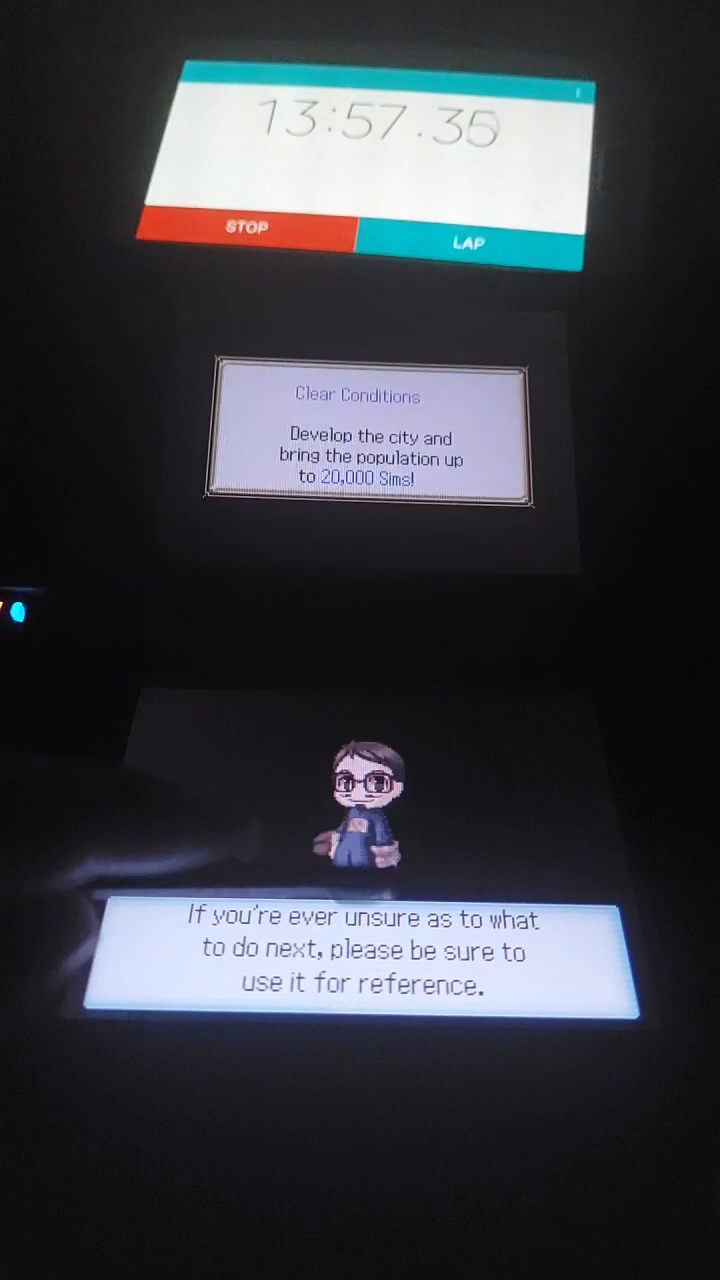 13:57.35
STOP
LAP
Clear Conditions
Develop the city and
bring the population up
to 20,000 Sims!
If you're ever unsure as to what
to do next, please be sure to
use it for reference.